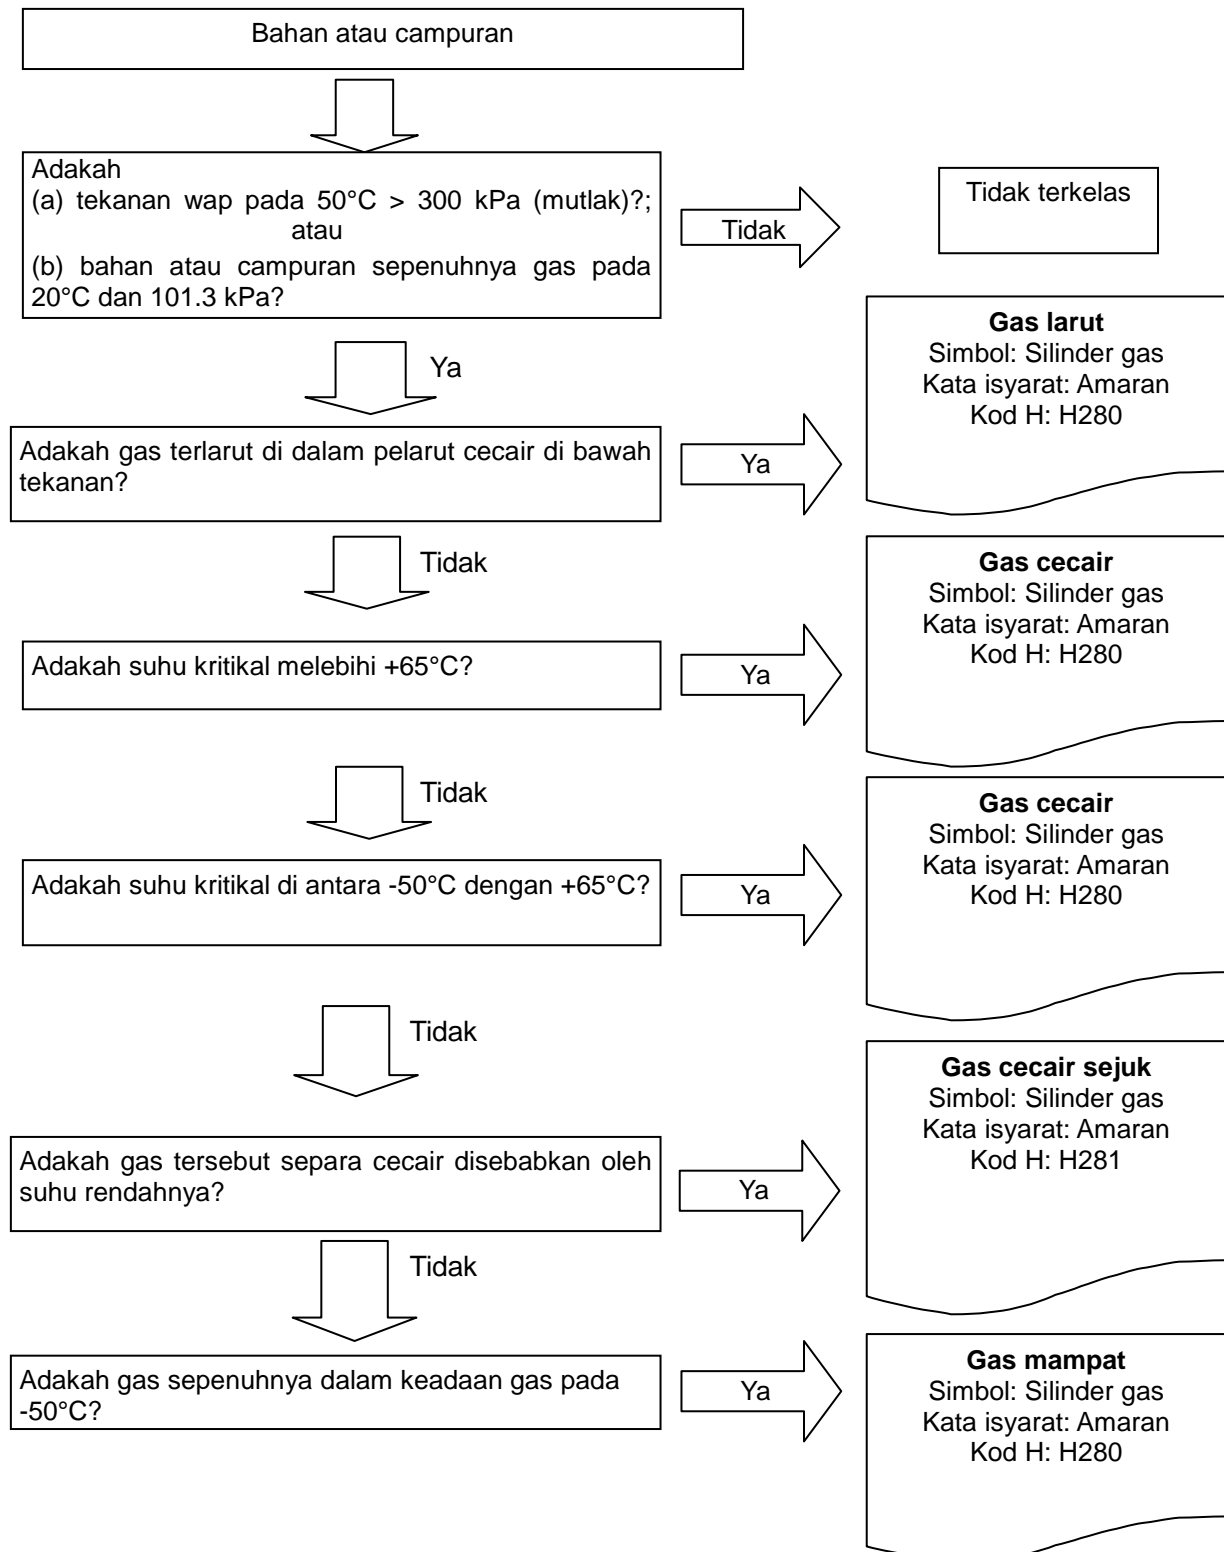 Bahan atau campuran
Adakah
(a) tekanan wap pada 50°C > 300 kPa (mutlak)?;
atau
(b) bahan atau campuran sepenuhnya gas pada
20°C dan 101.3 kPa?
Tidak
Tidak terkelas
Ya
Gas larut
Simbol: Silinder gas
Kata isyarat: Amaran
Kod H: H280
Adakah gas terlarut di dalam pelarut cecair di bawah
tekanan?
Ya
Tidak
Gas cecair
Simbol: Silinder gas
Kata isyarat: Amaran
Kod H: H280
Adakah suhu kritikal melebihi +65°C?
Ya
Tidak
Gas cecair
Simbol: Silinder gas
Kata isyarat: Amaran
Kod H: H280
Adakah suhu kritikal di antara -50°C dengan +65°C?
Ya
Tidak
Gas cecair sejuk
Simbol: Silinder gas
Kata isyarat: Amaran
Kod H: H281
Adakah gas tersebut separa cecair disebabkan oleh
suhu rendahnya?
Ya
Tidak
Gas mampat
Simbol: Silinder gas
Kata isyarat: Amaran
Kod H: H280
Adakah gas sepenuhnya dalam keadaan gas pada
-50°C?
Ya